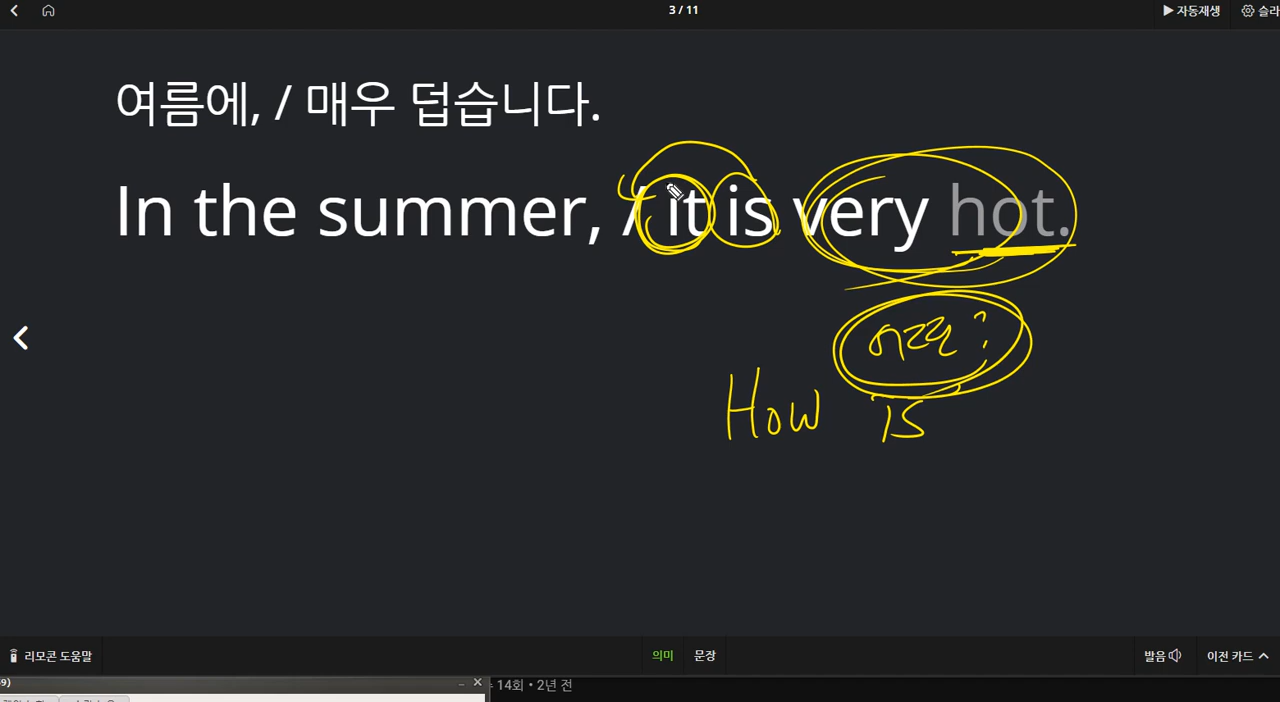 3 / 11
▶ 자동재생
슬라
여름에, / 매우 덥습니다.
In the summer, / it is very hot.
How is
리모콘 도움말
의미
문장
발음
이전 카드
14회 • 2년 전